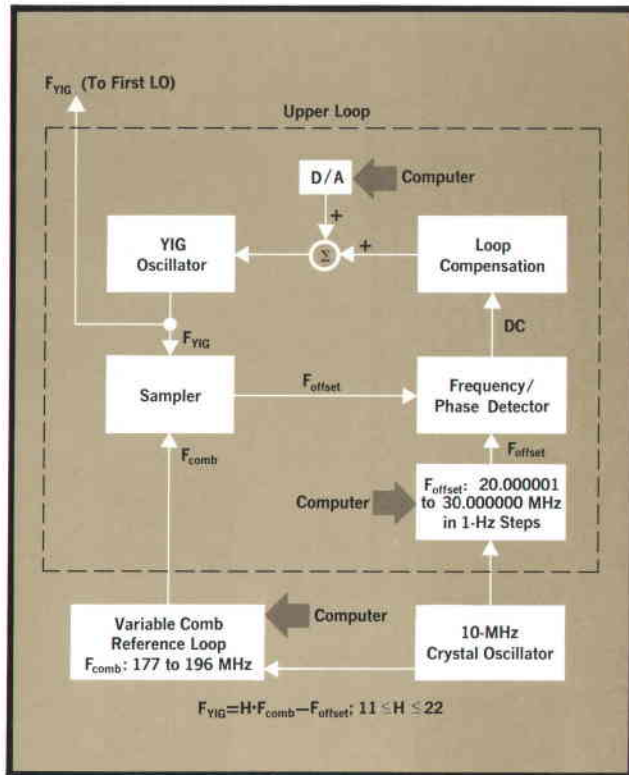 F_YIG (To First LO)
Upper Loop
D/A
Computer
+
YIG
Oscillator
Σ
+
Loop
Compensation
DC
F_YIG
Sampler
F_offset
Frequency/
Phase Detector
F_comb
F_offset
Computer
F_offset: 20.000001
to 30.000000 MHz
in 1-Hz Steps
Variable Comb
Reference Loop
F_comb: 177 to 196 MHz
Computer
10-MHz
Crystal Oscillator
F_YIG=H·F_comb—F_offset; 11 ≤ H ≤ 22